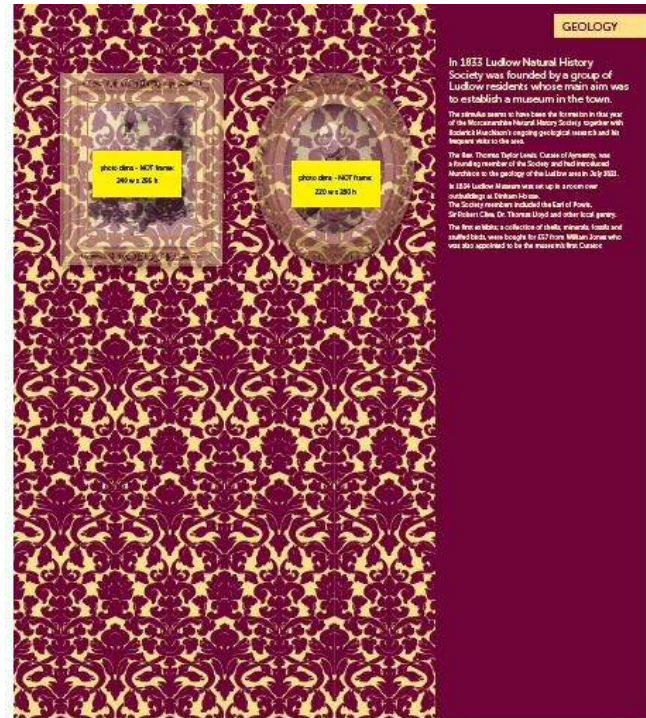 GEOLOGY
In 1833 Ludlow Natural History
Society was founded by a group of
Ludlow residents whose main aim was
to establish a museum in the town.
The stimulus seems to have been the formation in that year
of the Worcestershire Natural History Society together with
Roderick Murchison's ongoing geological research and his
frequent visits to the area.
The Rev. Thomas Taylor Lewis, Curate of Aymestry, was
a founding member of the Society and had introduced
Murchison to the geology of the Ludlow area in July 1831.
In 1834 Ludlow Museum was set up in a room over
outbuildings at Dinham House.
The Society members included the Earl of Powis,
Sir Robert Clive, Dr. Thomas Lloyd and other local gentry.
The first exhibits; a collection of shells, minerals, fossils and
stuffed birds, were bought for £57 from William Jones who
was also appointed to be the museum's first Curator.
photo dims - NOT frame:
240 w x 295 h
photo dims - NOT frame:
220 w x 280 h